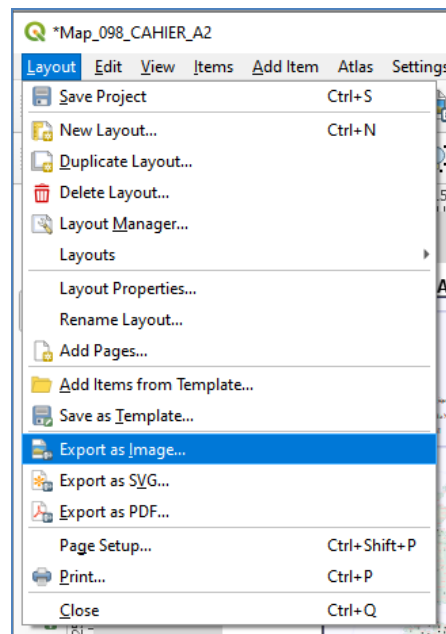 *Map_098_CAHIER_A2
Layout Edit View Items Add Item Atlas Settings
Save Project Ctrl+S
New Layout... Ctrl+N
Duplicate Layout...
Delete Layout...
Layout Manager...
Layouts
Layout Properties...
Rename Layout...
Add Pages...
Add Items from Template...
Save as Template...
Export as Image...
Export as SVG...
Export as PDF...
Page Setup... Ctrl+Shift+P
Print... Ctrl+P
Close Ctrl+Q